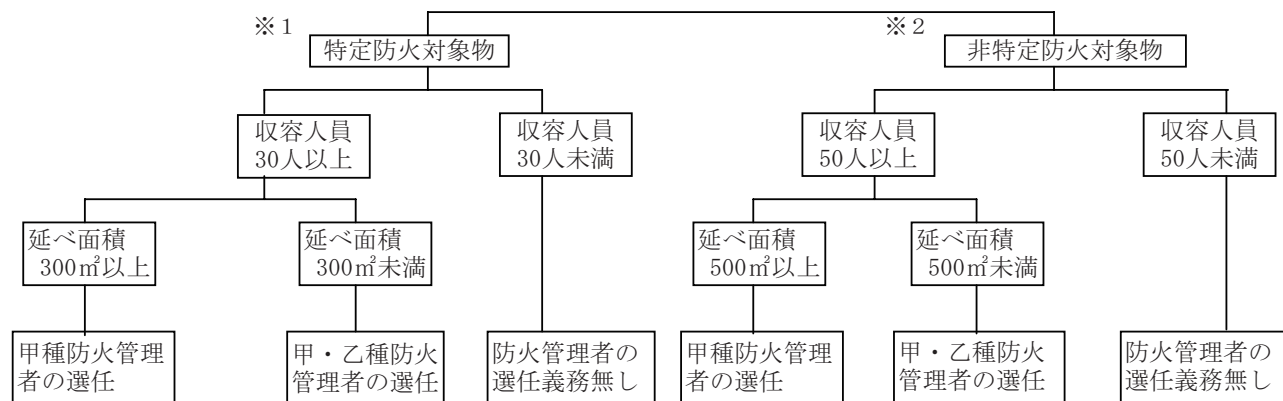 ※1
特定防火対象物
※2
非特定防火対象物
収容人員
30人以上
収容人員
30人未満
収容人員
50人以上
収容人員
50人未満
延べ面積
300㎡以上
延べ面積
300㎡未満
延べ面積
500㎡以上
延べ面積
500㎡未満
甲種防火管理
者の選任
甲・乙種防火
管理者の選任
防火管理者の
選任義務無し
甲種防火管理
者の選任
甲・乙種防火
管理者の選任
防火管理者の
選任義務無し